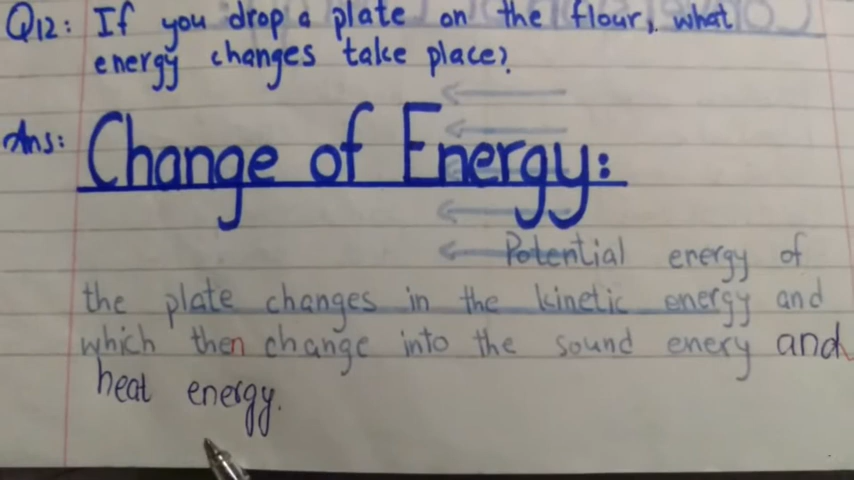 Q12: If you drop a plate on the flour, what
energy changes take place?
Ans: Change of Energy:
Potential energy of
the plate changes in the kinetic energy and
which then change into the sound enery and
heat energy.